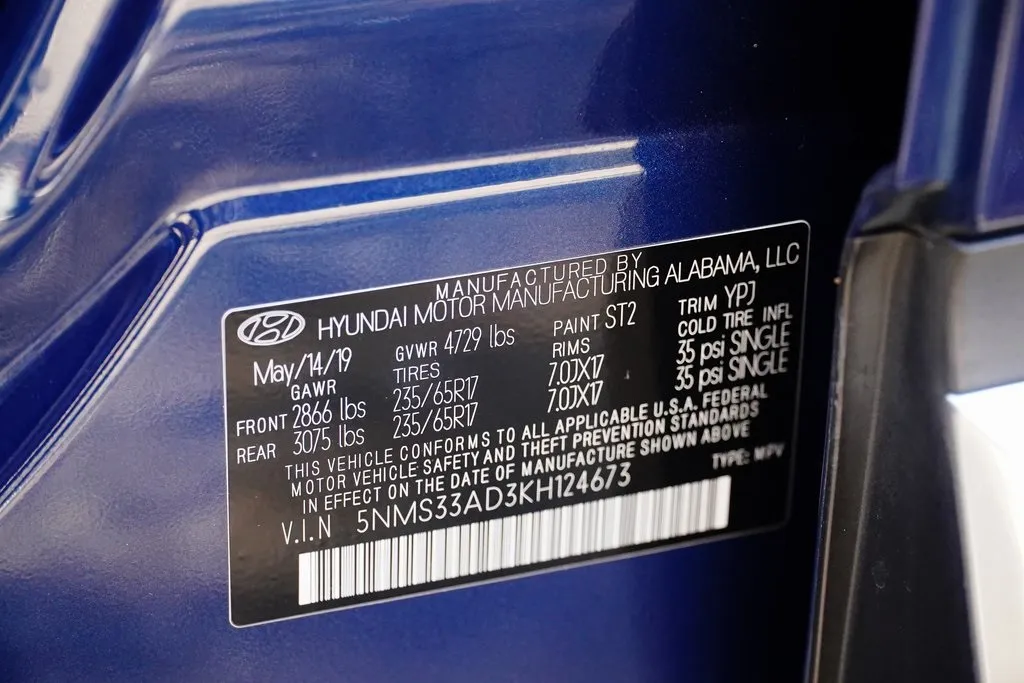 MANUFACTURED BY
HYUNDAI MOTOR MANUFACTURING ALABAMA, LLC
May/14/19 GVWR 4729 lbs PAINT ST2 TRIM YPJ
GAWR TIRES RIMS COLD TIRE INFL
FRONT 2866 lbs 235/65R17 7.0JX17 35 psi SINGLE
REAR 3075 lbs 235/65R17 7.0JX17 35 psi SINGLE
THIS VEHICLE CONFORMS TO ALL APPLICABLE U.S.A. FEDERAL
MOTOR VEHICLE SAFETY AND THEFT PREVENTION STANDARDS
IN EFFECT ON THE DATE OF MANUFACTURE SHOWN ABOVE
V.I.N 5NMS33AD3KH124673 TYPE: MPV